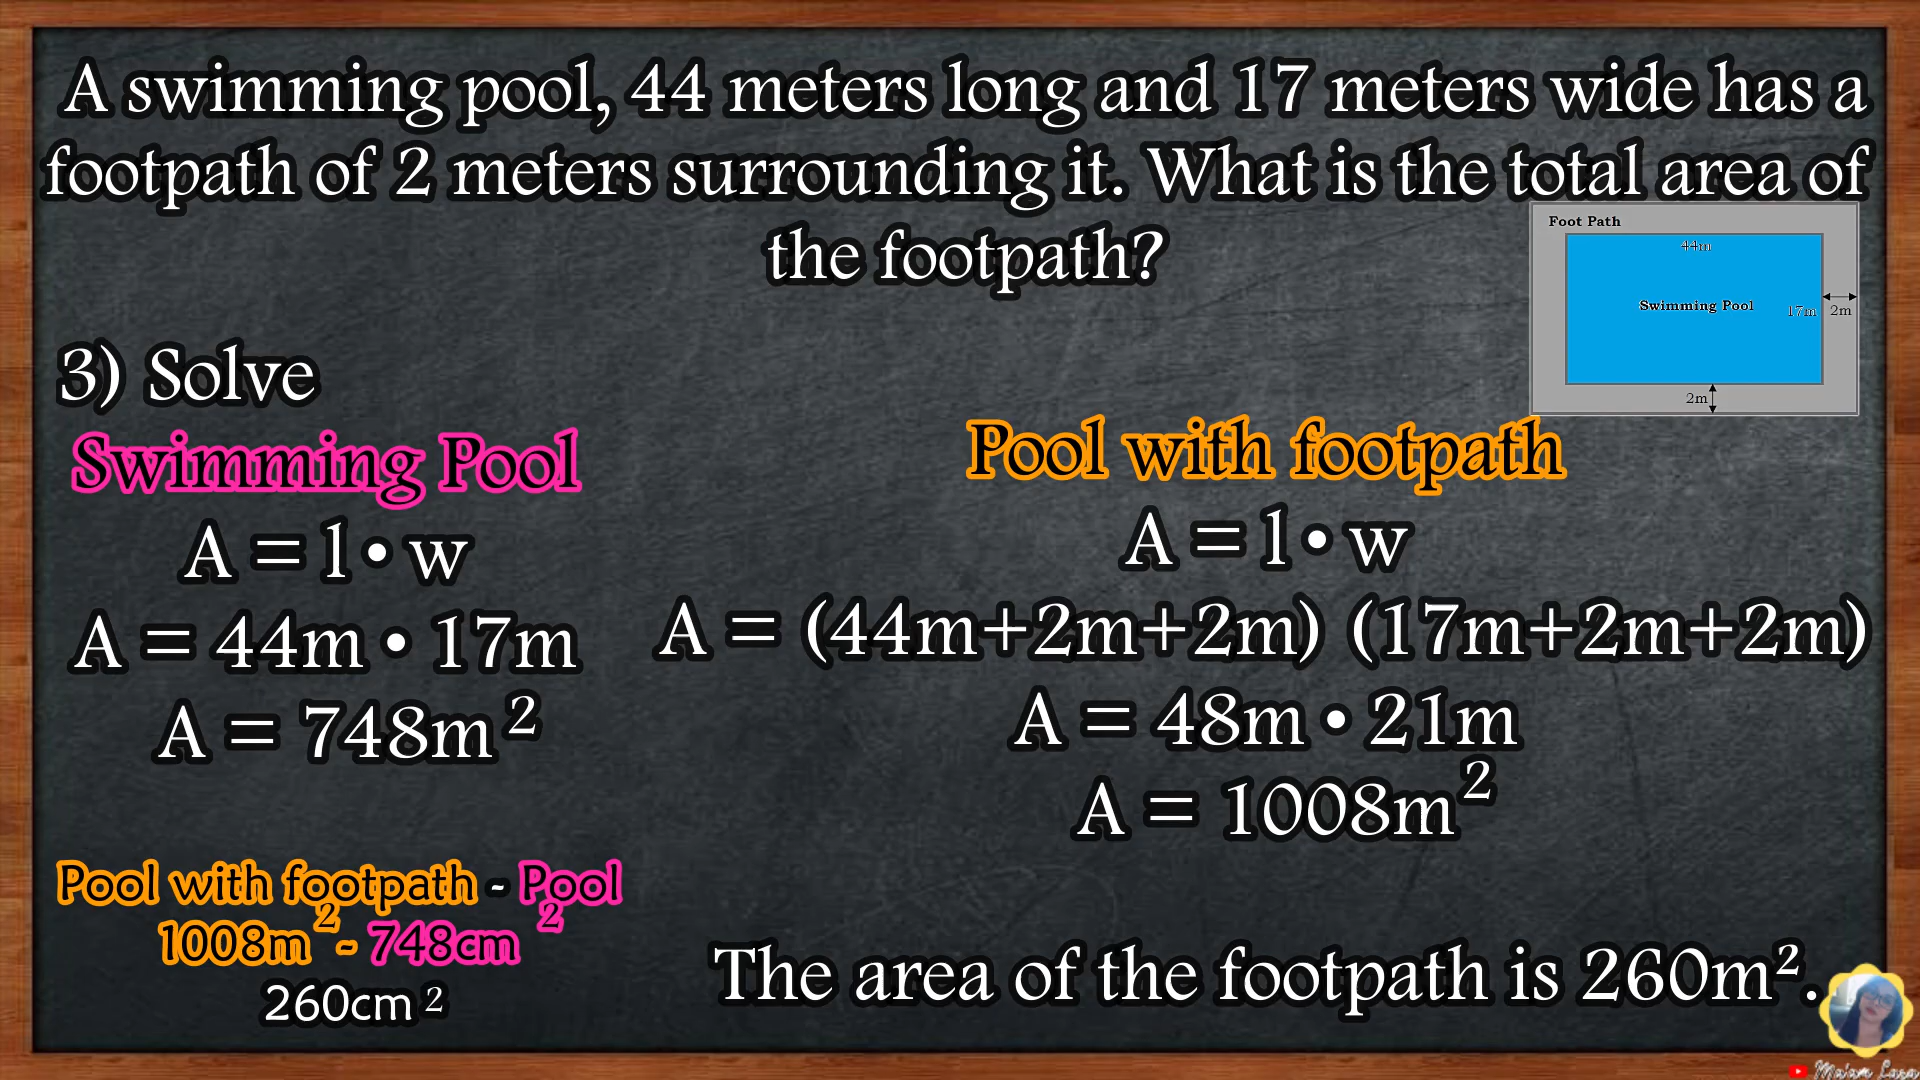 A swimming pool, 44 meters long and 17 meters wide has a
footpath of 2 meters surrounding it. What is the total area of
the footpath?
Foot Path
44m
Swimming Pool
17m
2m
2m
3) Solve
Swimming Pool
A = l • w
A = 44m • 17m
A = 748m²
Pool with footpath
A = l • w
A = (44m+2m+2m) (17m+2m+2m)
A = 48m • 21m
A = 1008m²
Pool with footpath - Pool
1008m² - 748cm²
260cm²
The area of the footpath is 260m².